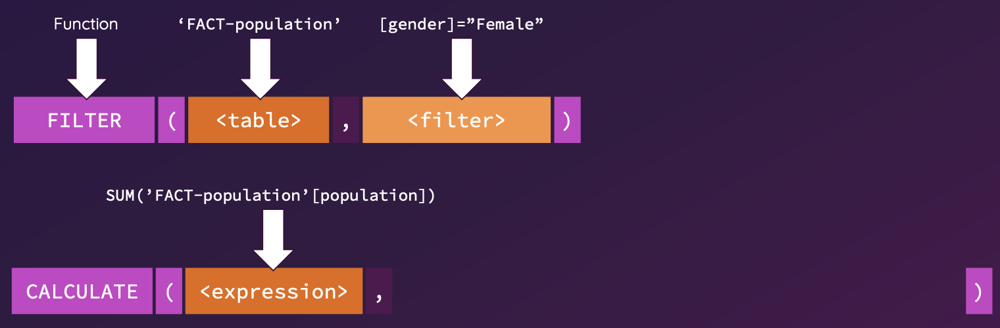 Function ‘FACT-population’ [gender]=”Female”
FILTER ( <table> , <filter> )
SUM(’FACT-population’[population])
CALCULATE ( <expression> , )